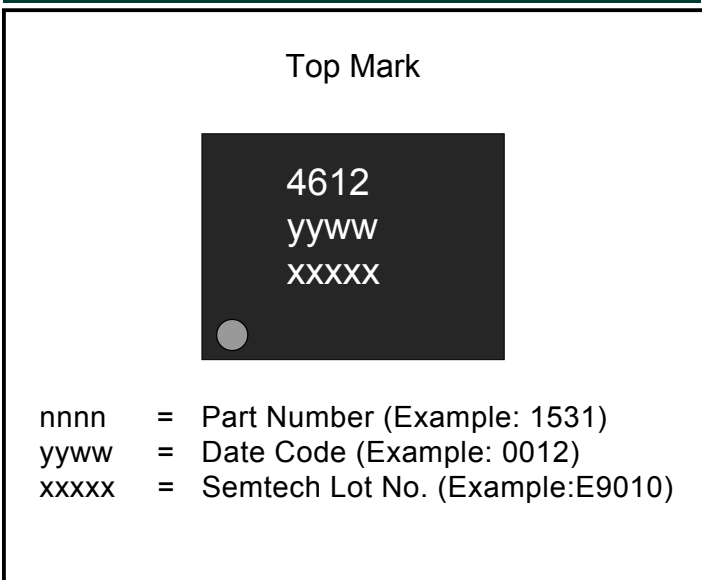 Top Mark
4612
yyww
xxxxx
nnnn = Part Number (Example: 1531)
yyww = Date Code (Example: 0012)
xxxxx = Semtech Lot No. (Example:E9010)